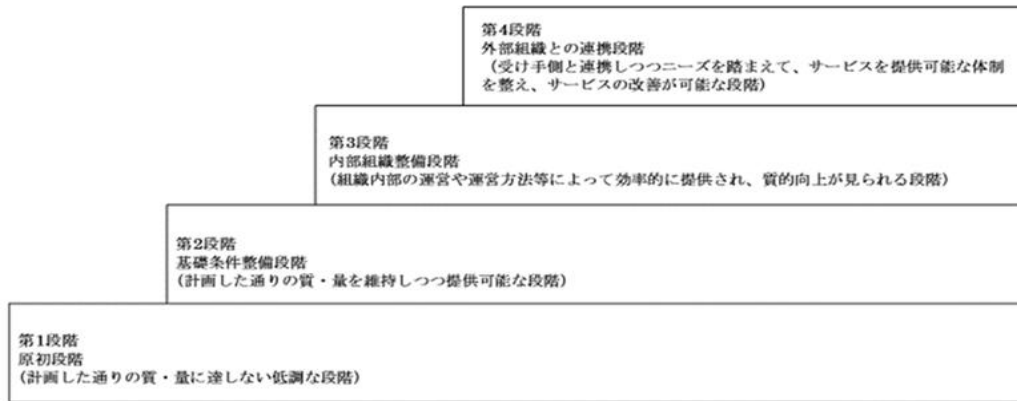 第4段階
外部組織との連携段階
（受け手側と連携しつつニーズを踏まえて、サービスを提供可能な体制
を整え、サービスの改善が可能な段階）
第3段階
内部組織整備段階
（組織内部の運営や運営方法等によって効率的に提供され、質的向上が見られる段階）
第2段階
基礎条件整備段階
（計画した通りの質・量を維持しつつ提供可能な段階）
第1段階
原初段階
（計画した通りの質・量に達しない低調な段階）